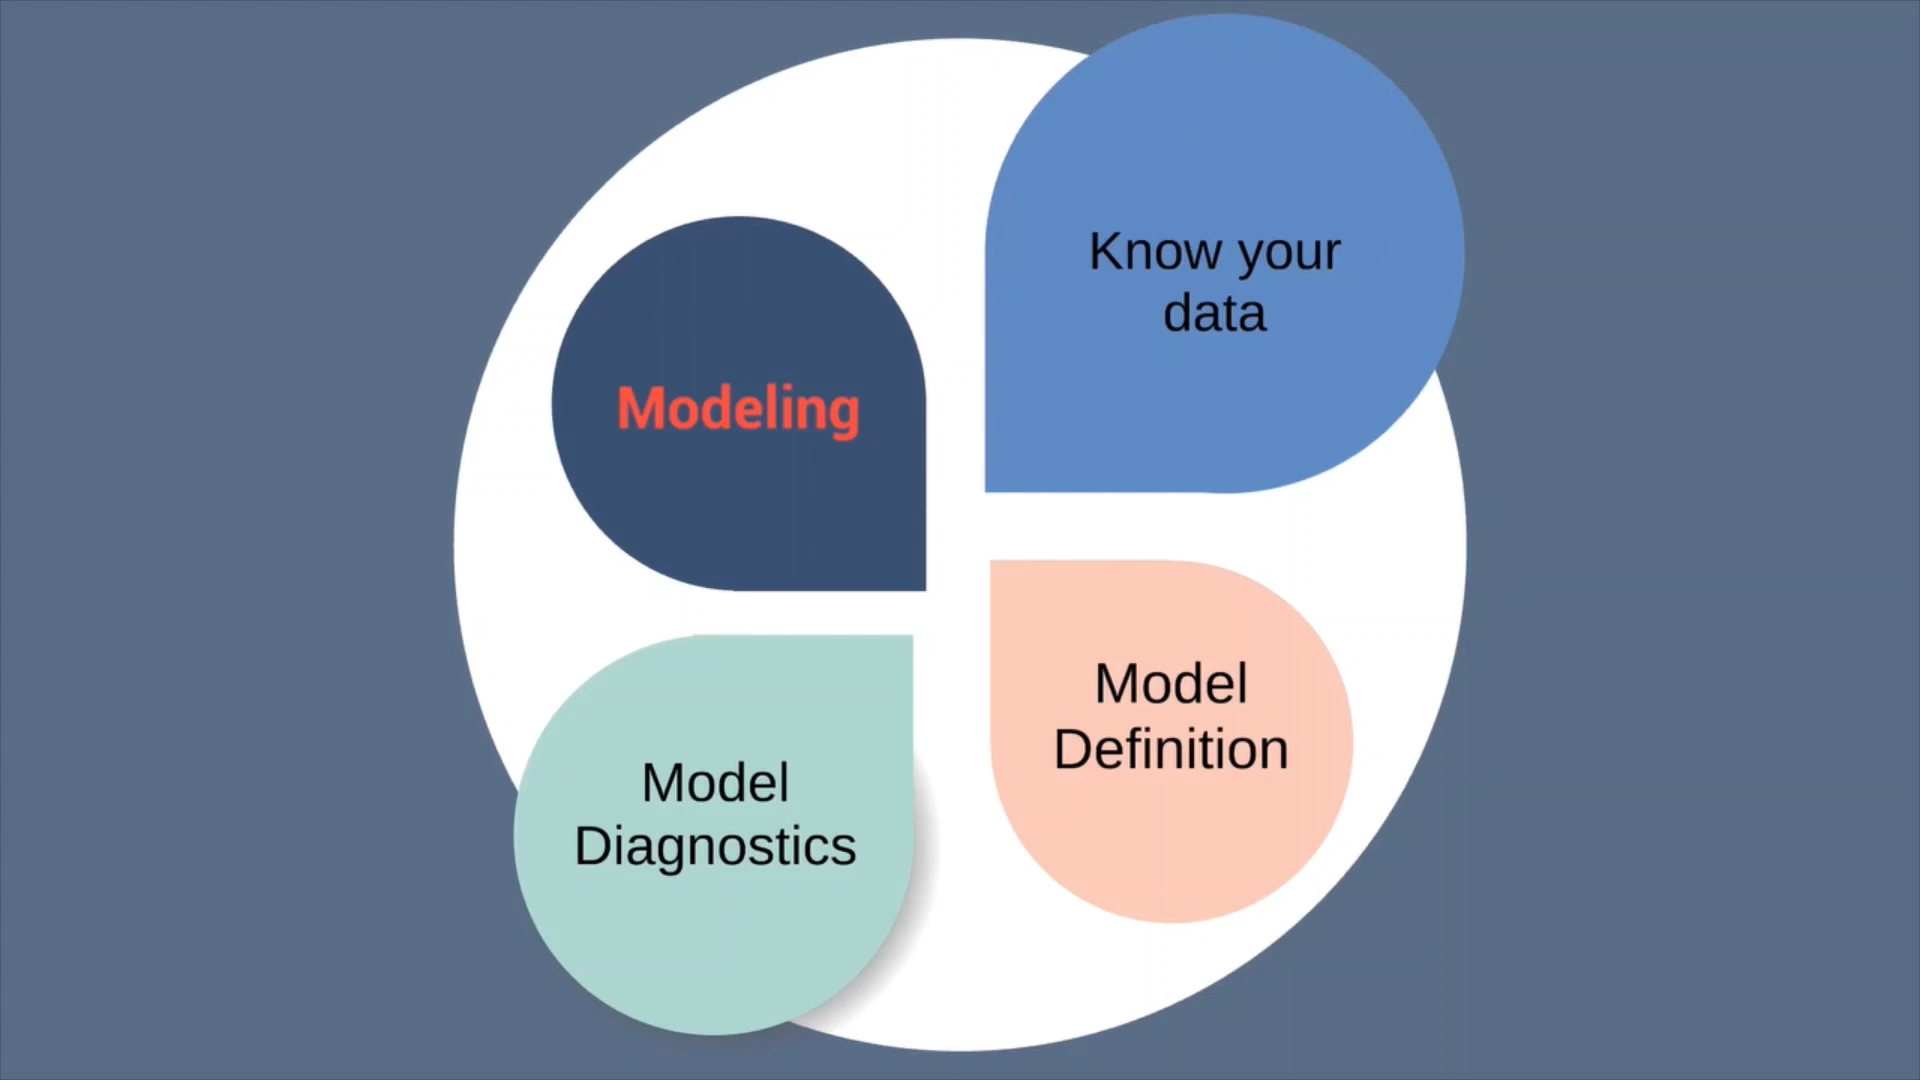 Modeling
Know your
data
Model
Definition
Model
Diagnostics